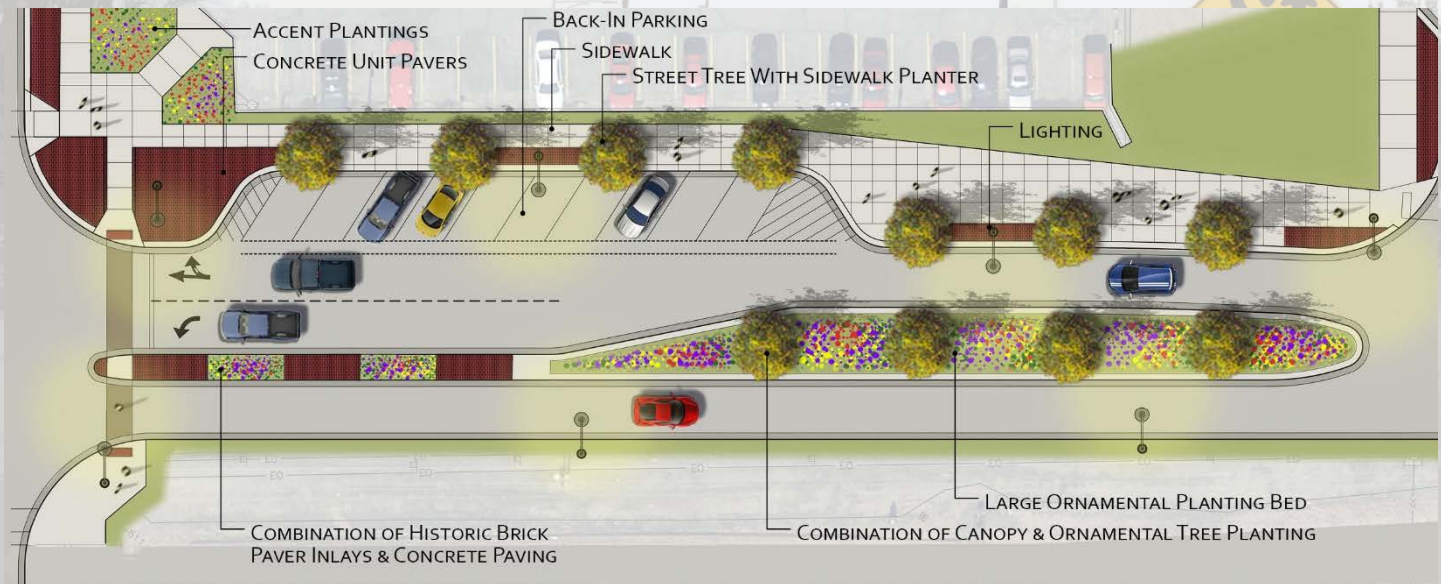 ACCENT PLANTINGS
CONCRETE UNIT PAVERS
BACK-IN PARKING
SIDEWALK
STREET TREE WITH SIDEWALK PLANTER
LIGHTING
LARGE ORNAMENTAL PLANTING BED
COMBINATION OF CANOPY & ORNAMENTAL TREE PLANTING
COMBINATION OF HISTORIC BRICK
PAVER INLAYS & CONCRETE PAVING